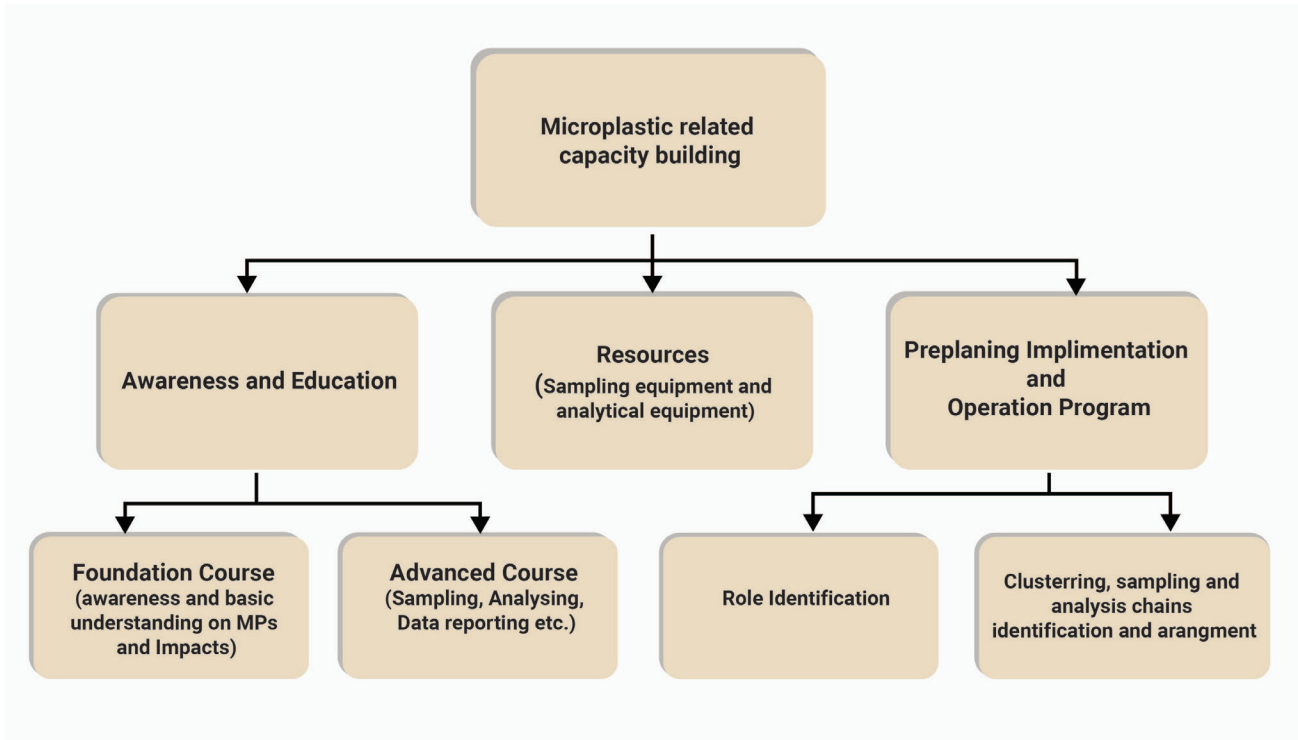 Microplastic related
capacity building
Awareness and Education
Resources
(Sampling equipment and
analytical equipment)
Preplaning Implimentation
and
Operation Program
Foundation Course
(awareness and basic
understanding on MPs
and Impacts)
Advanced Course
(Sampling, Analysing,
Data reporting etc.)
Role Identification
Clusterring, sampling and
analysis chains
identification and arangment